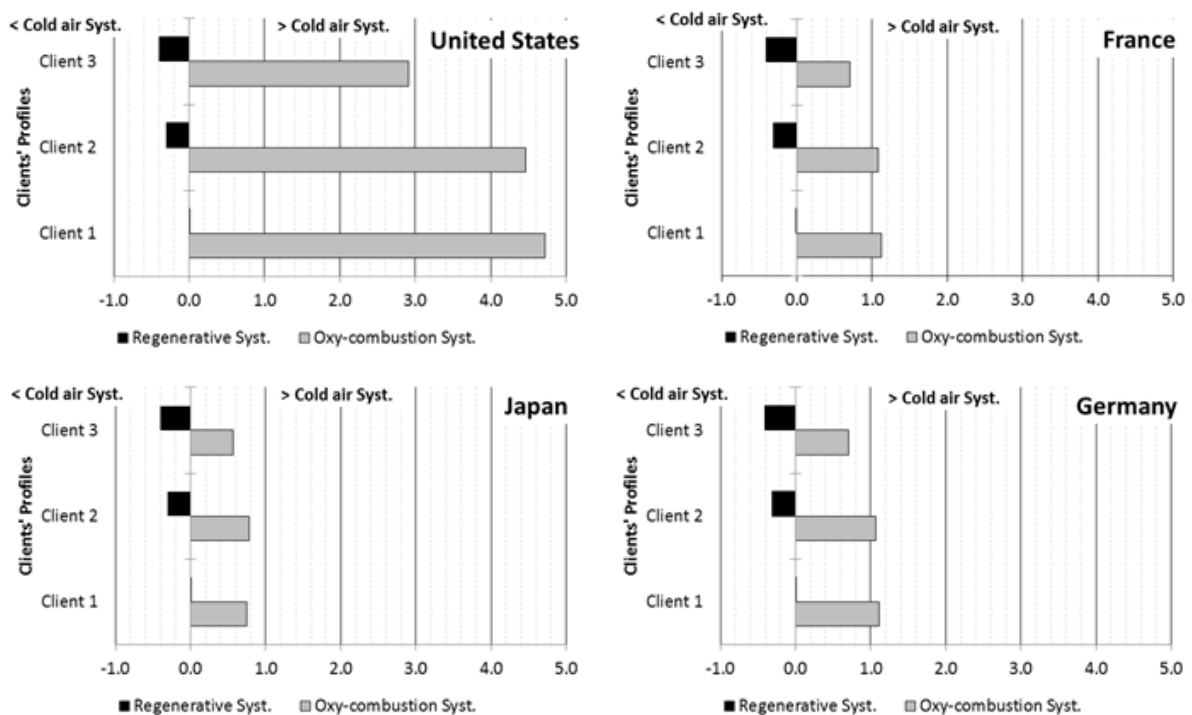 < Cold air Syst.
> Cold air Syst.
United States
Clients' Profiles
Client 3
Client 2
Client 1
-1.0 0.0 1.0 2.0 3.0 4.0 5.0
Regenerative Syst. Oxy-combustion Syst.
< Cold air Syst.
> Cold air Syst.
France
Clients' Profiles
Client 3
Client 2
Client 1
-1.0 0.0 1.0 2.0 3.0 4.0 5.0
Regenerative Syst. Oxy-combustion Syst.
< Cold air Syst.
> Cold air Syst.
Japan
Clients' Profiles
Client 3
Client 2
Client 1
-1.0 0.0 1.0 2.0 3.0 4.0 5.0
Regenerative Syst. Oxy-combustion Syst.
< Cold air Syst.
> Cold air Syst.
Germany
Clients' Profiles
Client 3
Client 2
Client 1
-1.0 0.0 1.0 2.0 3.0 4.0 5.0
Regenerative Syst. Oxy-combustion Syst.